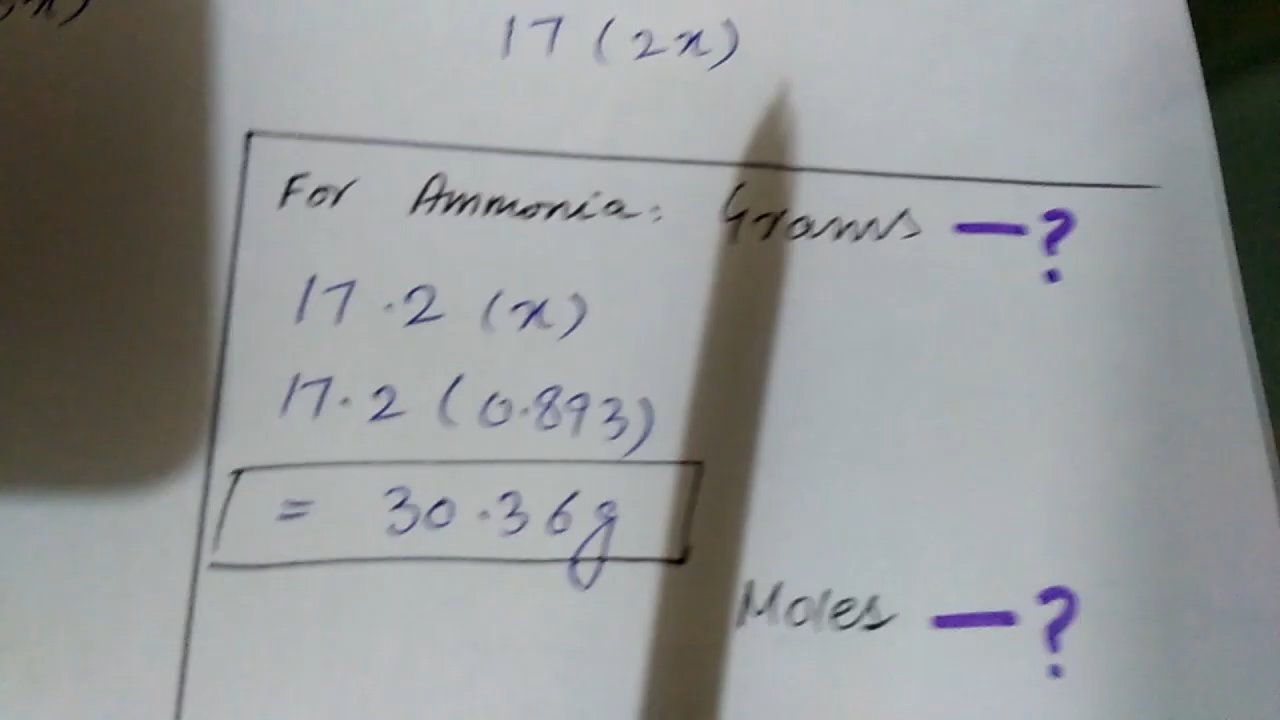 17 (2x)
For Ammonia: Grams - ?
17.2 (x)
17.2 (0.893)
= 30.36g
Moles - ?